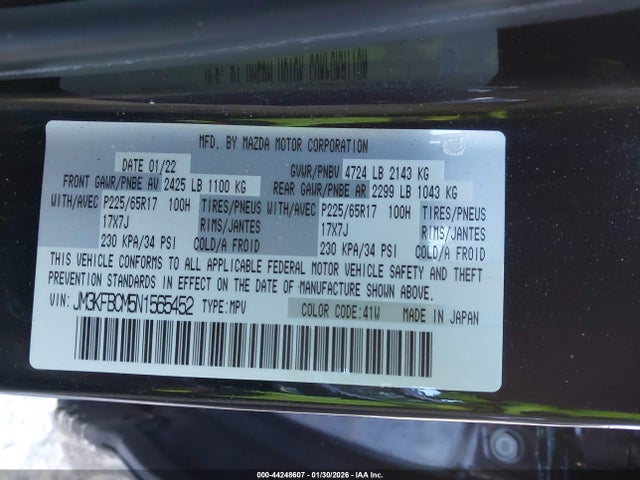 MFD. BY MAZDA MOTOR CORPORATION
DATE 01/22 GVWR/PNBV 4724 LB 2143 KG
FRONT GAWR/PNBE AV 2425 LB 1100 KG REAR GAWR/PNBE AR 2299 LB 1043 KG
WITH/AVEC P225/65R17 100H TIRES/PNEUS WITH/AVEC P225/65R17 100H TIRES/PNEUS
17X7J RIMS/JANTES 17X7J RIMS/JANTES
230 KPA/34 PSI COLD/A FROID 230 KPA/34 PSI COLD/A FROID
THIS VEHICLE CONFORMS TO ALL APPLICABLE FEDERAL MOTOR VEHICLE SAFETY AND THEFT
PREVENTION STANDARDS IN EFFECT ON THE DATE OF MANUFACTURE SHOWN ABOVE.
VIN: JM3KFBCM5N1565452 TYPE:MPV COLOR CODE:41W MADE IN JAPAN
000-44248607 - 01/30/2026 - IAA Inc.